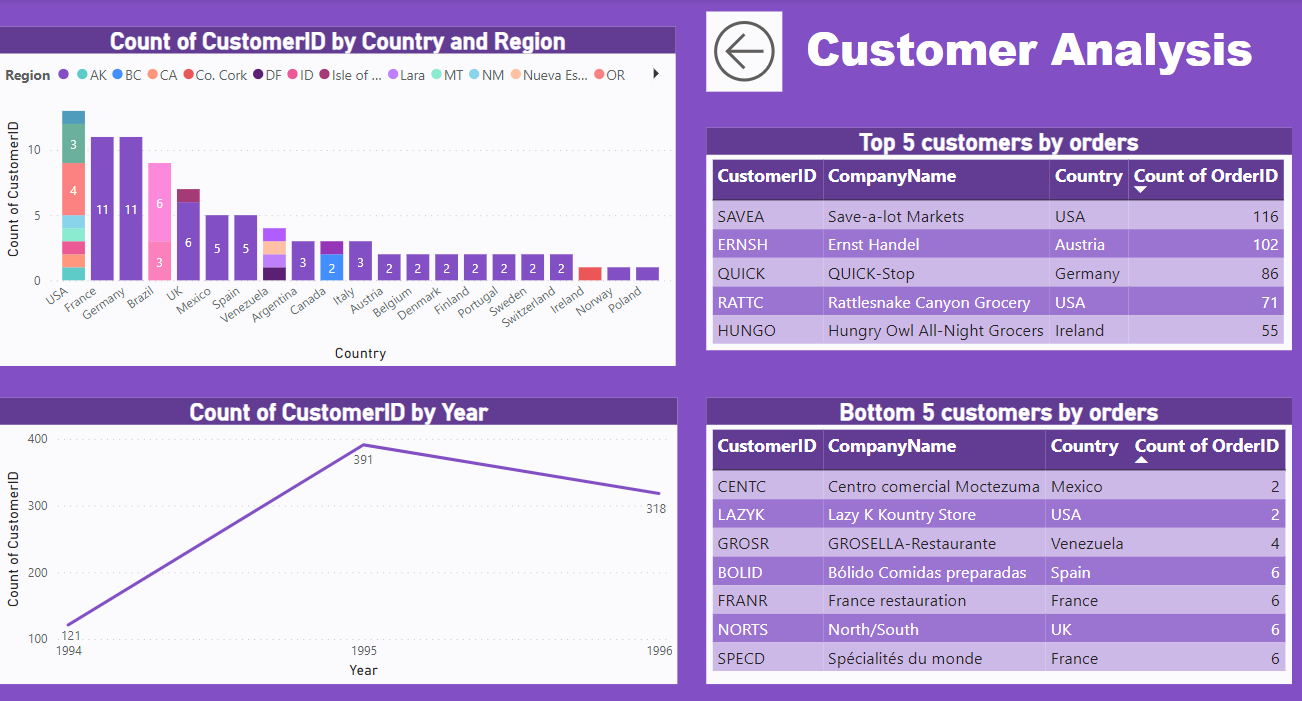 Customer Analysis
Count of CustomerID by Country and Region
Region AK BC CA Co. Cork DF ID Isle of ... Lara MT NM Nueva Es... OR
Count of CustomerID
10
5
0
3
4
11
11
6
3
6
5
5
3
2
3
2
2
2
2
2
2
2
USA France Germany Brazil UK Mexico Spain Venezuela Argentina Canada Italy Austria Belgium Denmark Finland Portugal Sweden Switzerland Ireland Norway Poland
Country
Top 5 customers by orders
CustomerID CompanyName Country Count of OrderID
SAVEA Save-a-lot Markets USA 116
ERNSH Ernst Handel Austria 102
QUICK QUICK-Stop Germany 86
RATTC Rattlesnake Canyon Grocery USA 71
HUNGO Hungry Owl All-Night Grocers Ireland 55
Count of CustomerID by Year
Count of CustomerID
400
300
200
100
121
391
318
1994 1995 1996
Year
Bottom 5 customers by orders
CustomerID CompanyName Country Count of OrderID
CENTC Centro comercial Moctezuma Mexico 2
LAZYK Lazy K Kountry Store USA 2
GROSR GROSELLA-Restaurante Venezuela 4
BOLID Bólido Comidas preparadas Spain 6
FRANR France restauration France 6
NORTS North/South UK 6
SPECD Spécialités du monde France 6